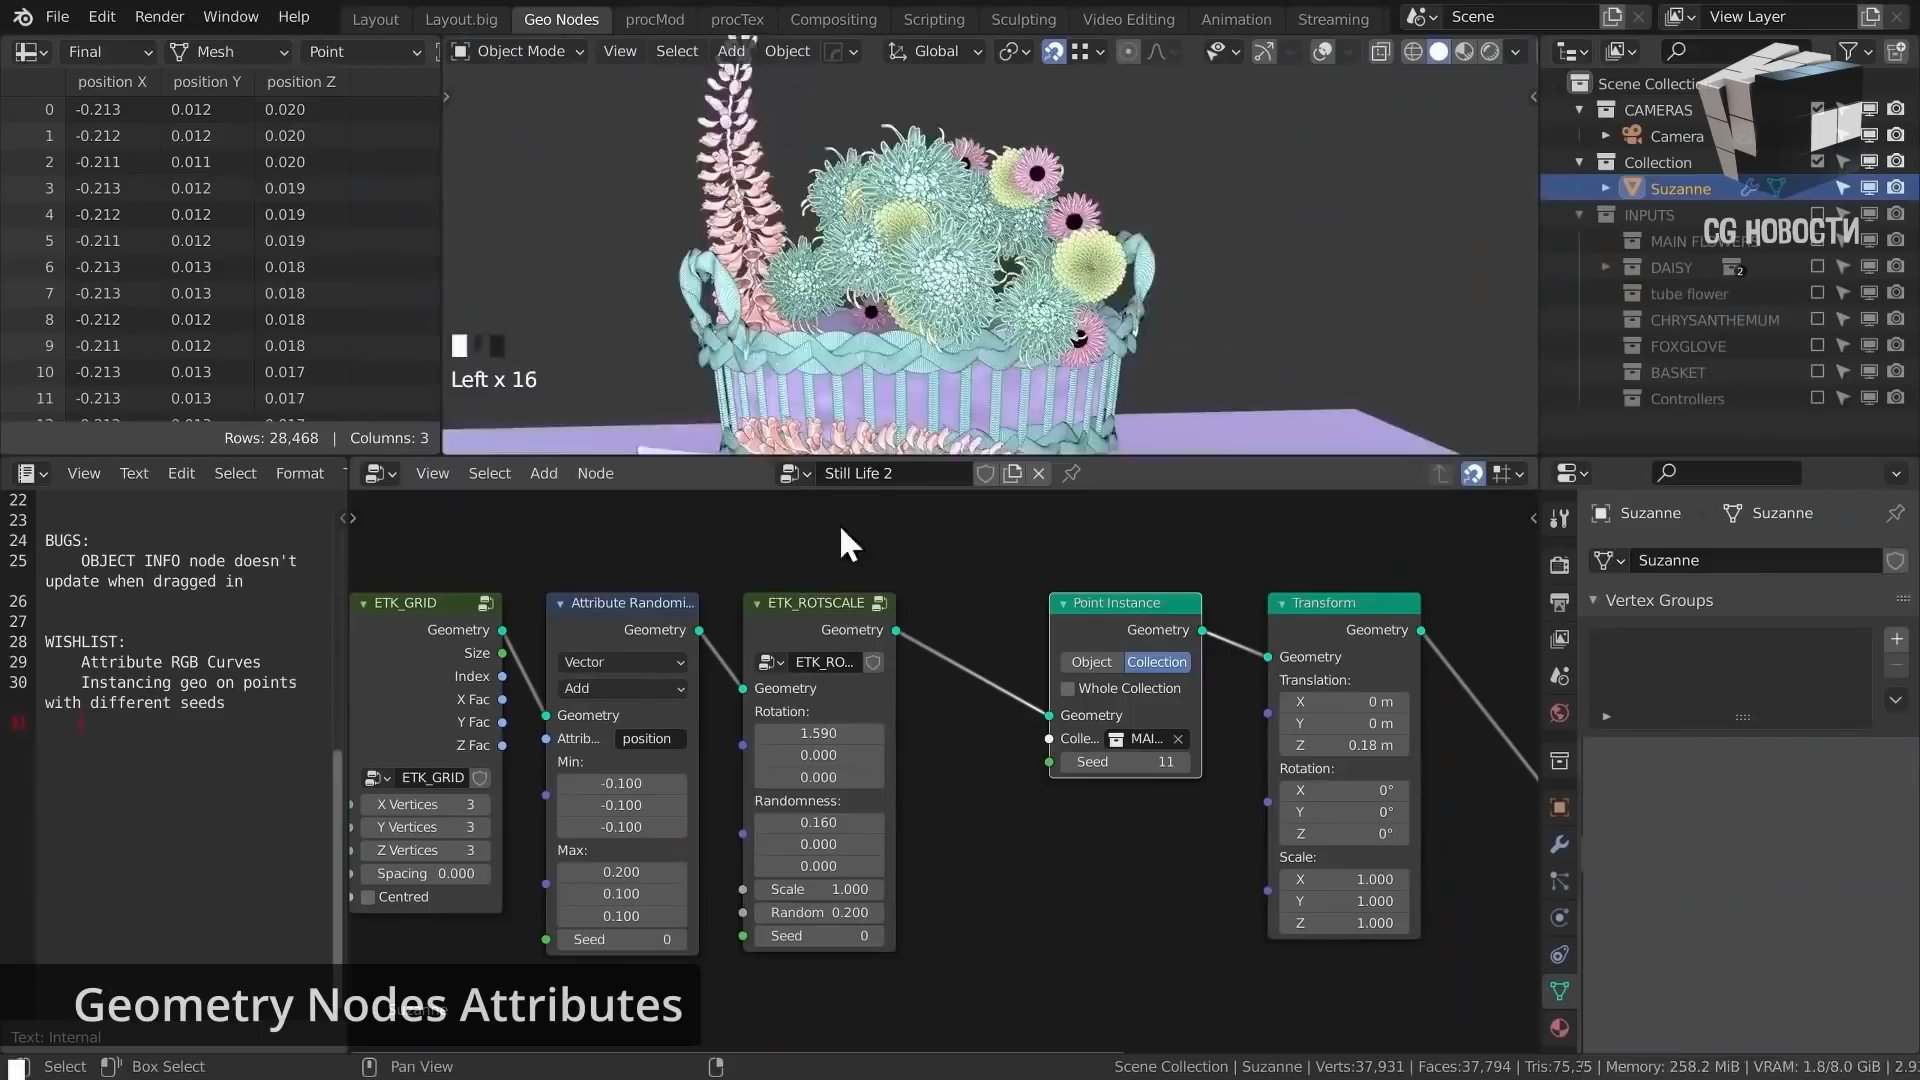 File Edit Render Window Help Layout Layout.big Geo Nodes procMod procTex Compositing Scripting Sculpting Video Editing Animation Streaming Scene View Layer
Final Mesh Point
Object Mode View Select Add Object Global
position X position Y position Z
0 -0.213 0.012 0.020
1 -0.212 0.012 0.020
2 -0.211 0.011 0.020
3 -0.213 0.012 0.019
4 -0.212 0.012 0.019
5 -0.211 0.012 0.019
6 -0.213 0.013 0.018
7 -0.213 0.013 0.018
8 -0.212 0.012 0.018
9 -0.211 0.012 0.018
10 -0.213 0.013 0.017
11 -0.213 0.013 0.017
Rows: 28,468 | Columns: 3
Left x 16
Scene Collectio
CAMERAS
Camera
Collection
Suzanne
INPUTS
MAIN FLOWERS
DAISY 2
tube flower
CHRYSANTHEMUM
FOXGLOVE
BASKET
Controllers
CG НОВОСТИ
View Text Edit Select Format
22
23
24 BUGS:
25 OBJECT INFO node doesn't
update when dragged in
26
27
28 WISHLIST:
29 Attribute RGB Curves
30 Instancing geo on points
with different seeds
31
Text: Internal
View Select Add Node Still Life 2
ETK_GRID
Geometry
Size
Index
X Fac
Y Fac
Z Fac
ETK_GRID
X Vertices 3
Y Vertices 3
Z Vertices 3
Spacing 0.000
Centred
Attribute Randomi...
Geometry
Vector
Add
Geometry
Attrib... position
Min:
-0.100
-0.100
-0.100
Max:
0.200
0.100
0.100
Seed 0
ETK_ROTSCALE
Geometry
ETK_RO...
Geometry
Rotation:
1.590
0.000
0.000
Randomness:
0.160
0.000
0.000
Scale 1.000
Random 0.200
Seed 0
Point Instance
Geometry
Object Collection
Whole Collection
Geometry
Colle... MAI...
Seed 11
Transform
Geometry
Geometry
Translation:
X 0 m
Y 0 m
Z 0.18 m
Rotation:
X 0°
Y 0°
Z 0°
Scale:
X 1.000
Y 1.000
Z 1.000
Suzanne Suzanne
Suzanne
Vertex Groups
Geometry Nodes Attributes
Select Box Select Pan View
Scene Collection | Suzanne | Verts:37,931 | Faces:37,794 | Tris:75, | Memory: 258.2 MiB | VRAM: 1.8/8.0 GiB | 2.9